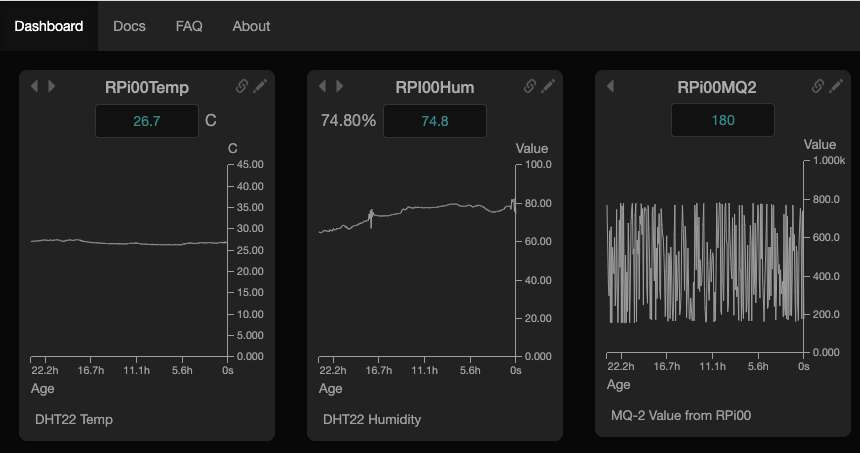 Dashboard Docs FAQ About
RPi00Temp
26.7 C
C
45.00
40.00
35.00
30.00
25.00
20.00
15.00
10.00
5.000
0.000
22.2h 16.7h 11.1h 5.6h 0s
Age
DHT22 Temp
RPI00Hum
74.80% 74.8
Value
100.0
80.00
60.00
40.00
20.00
0.000
22.2h 16.7h 11.1h 5.6h 0s
Age
DHT22 Humidity
RPi00MQ2
180
Value
1.000k
800.0
600.0
400.0
200.0
0.000
22.2h 16.7h 11.1h 5.6h 0s
Age
MQ-2 Value from RPi00